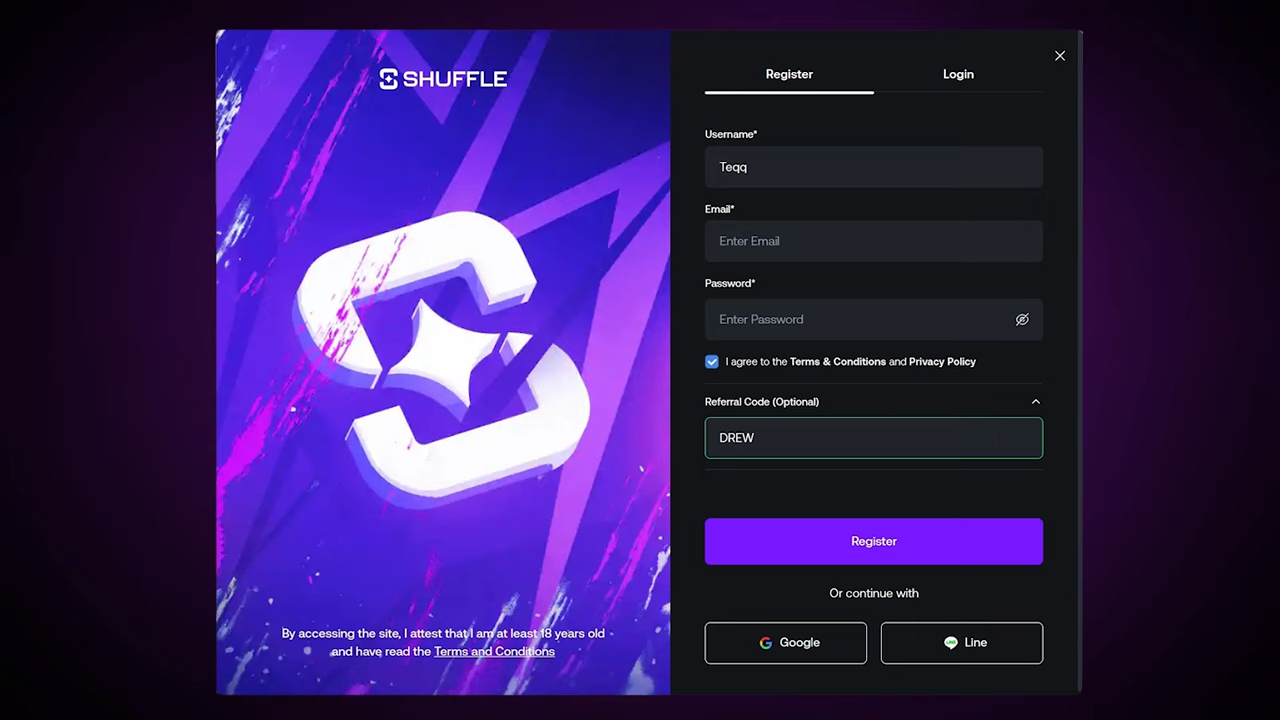 SHUFFLE
By accessing the site, I attest that I am at least 18 years old
and have read the Terms and Conditions
Register
Login
Username*
Teqq
Email*
Enter Email
Password*
Enter Password
I agree to the Terms & Conditions and Privacy Policy
Referral Code (Optional)
DREW
Register
Or continue with
Google
Line